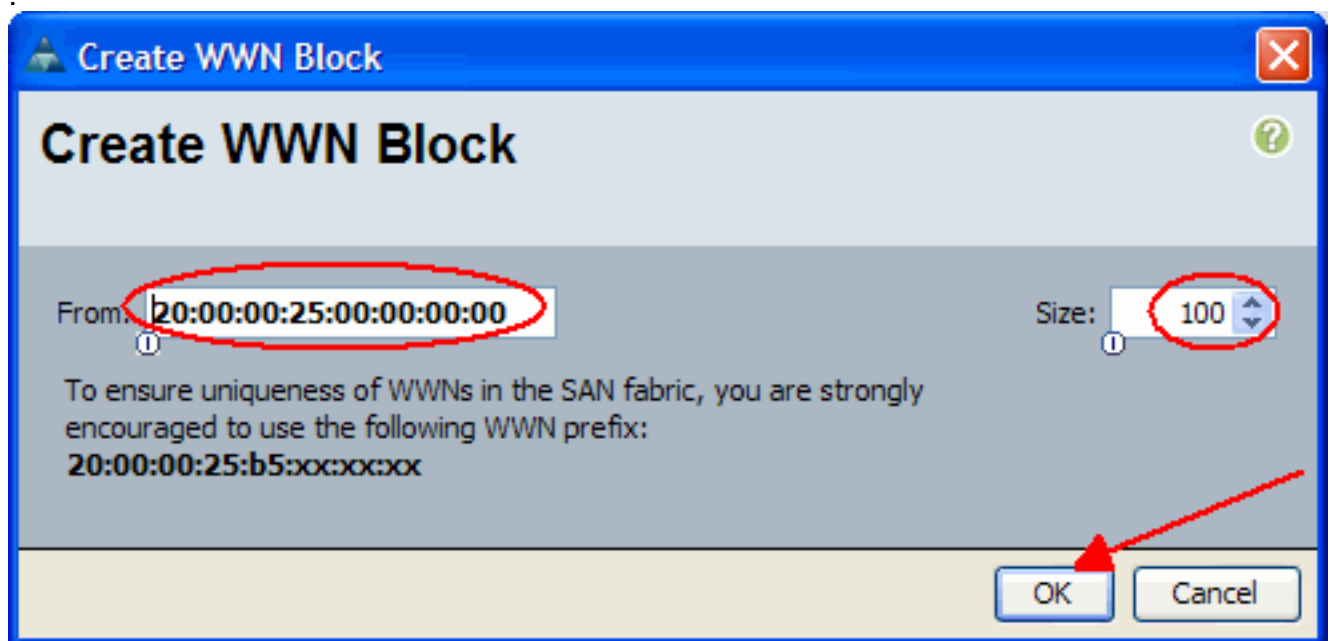 .
Create WWN Block
Create WWN Block
From: 20:00:00:25:00:00:00:00 Size: 100
To ensure uniqueness of WWNs in the SAN fabric, you are strongly
encouraged to use the following WWN prefix:
20:00:00:25:b5:xx:xx:xx
OK Cancel